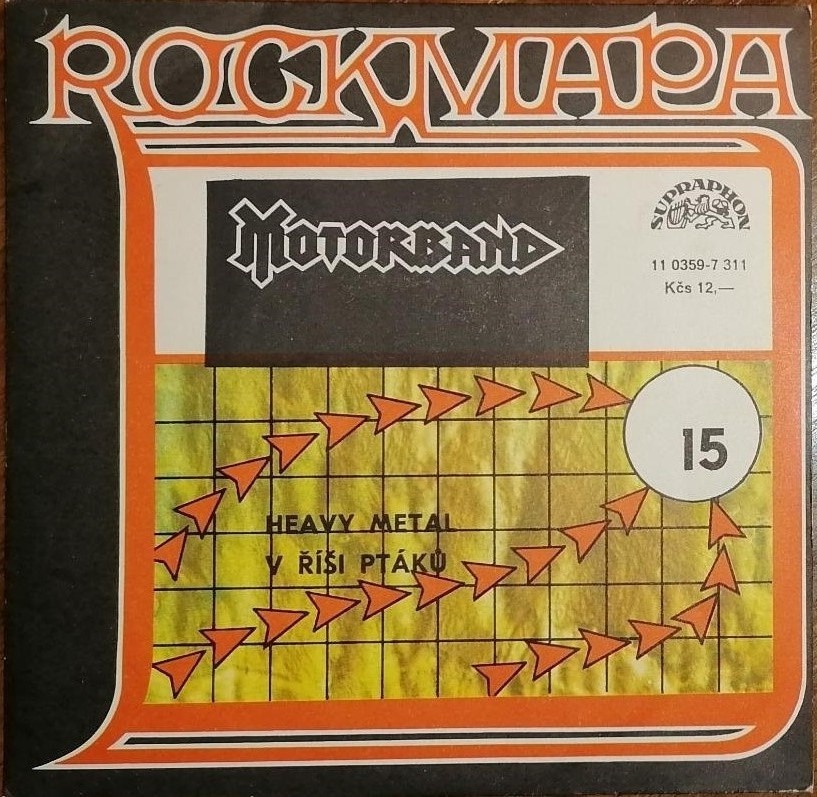 ROCKMAPA
MOTORBAND
SUPRAPHON
11 0359-7 311
Kčs 12,—
15
HEAVY METAL
V ŘÍŠI PTÁKŮ